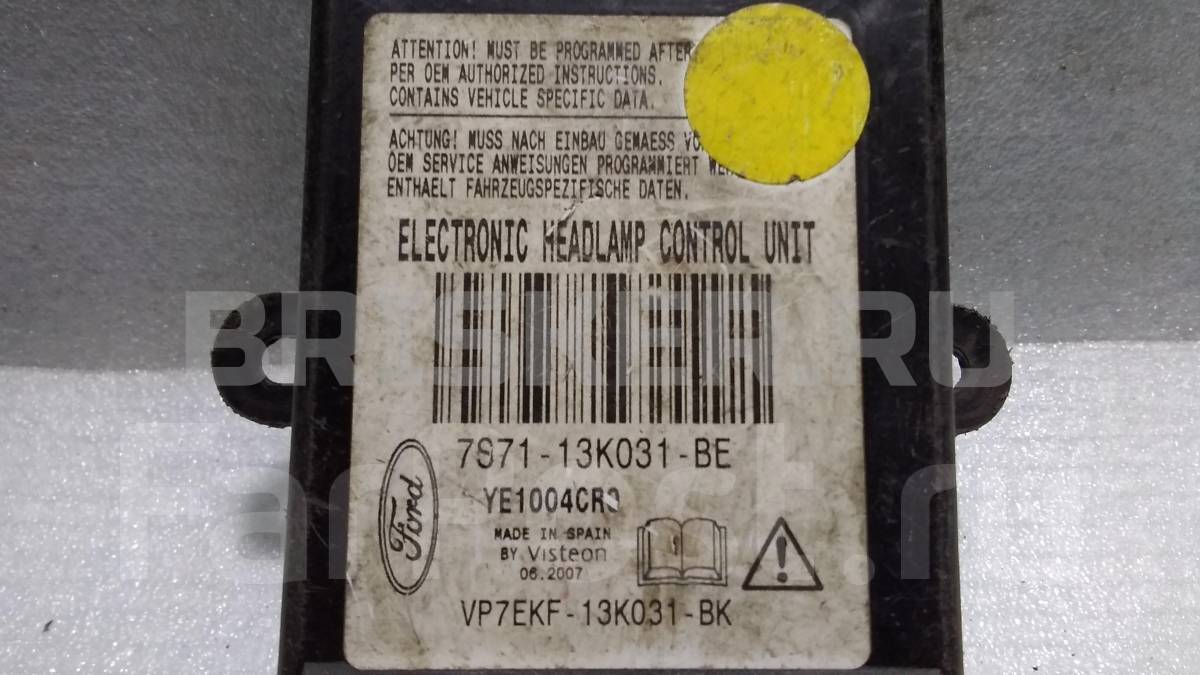 ATTENTION! MUST BE PROGRAMMED AFTER
PER OEM AUTHORIZED INSTRUCTIONS.
CONTAINS VEHICLE SPECIFIC DATA.
ACHTUNG! MUSS NACH EINBAU GEMAESS
OEM SERVICE ANWEISUNGEN PROGRAMMIERT
ENTHAELT FAHRZEUGSPEZIFISCHE DATEN.
ELECTRONIC HEADLAMP CONTROL UNIT
BRISKER.RU
7S71-13K031-BE
Ford
MADE IN SPAIN
BY Visteon
06.2007
VP7EKF-13K031-BK